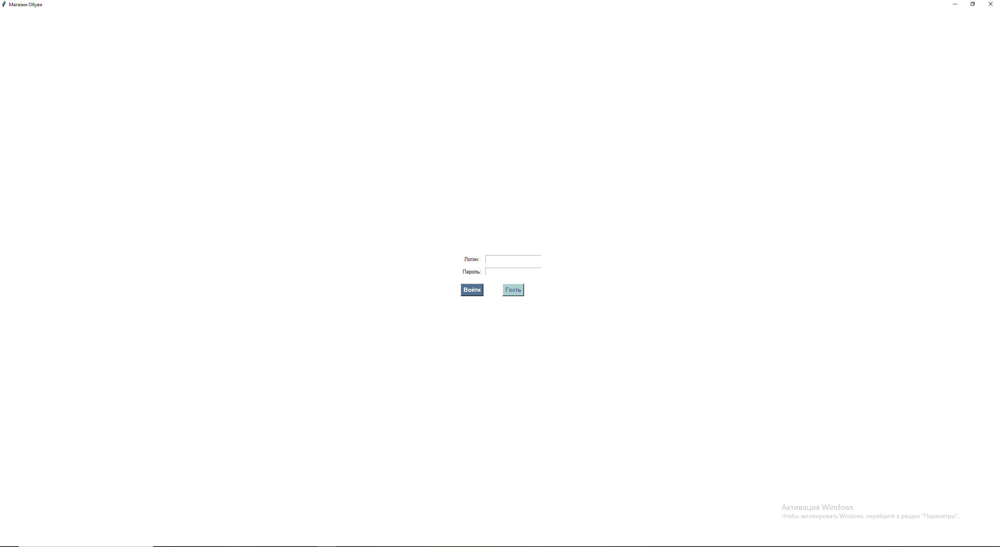 Магазин Обуви
Логин:
Пароль:
Войти Гость
Активация Windows
Чтобы активировать Windows, перейдите в раздел "Параметры".